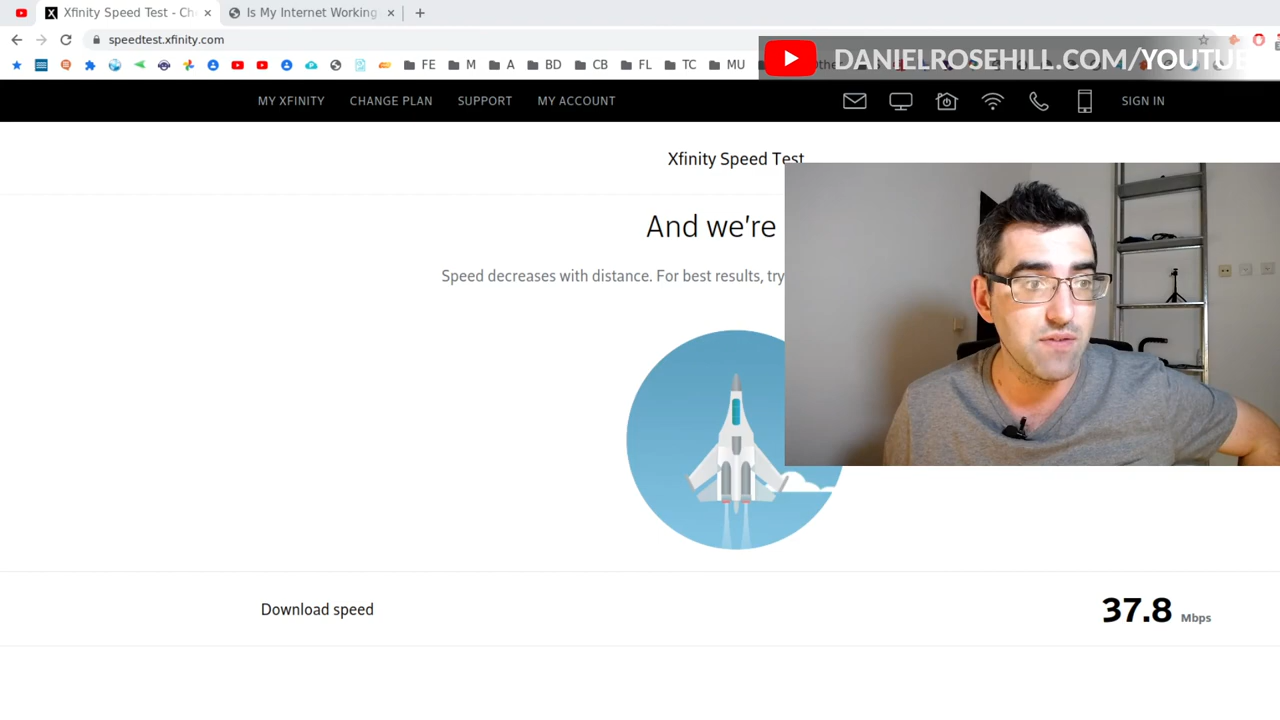 Xfinity Speed Test - Ch
Is My Internet Working
speedtest.xfinity.com
FE
M
A
BD
CB
FL
TC
MU
DANIELROSEHILL.COM/YOUTUBE
MY XFINITY
CHANGE PLAN
SUPPORT
MY ACCOUNT
SIGN IN
Xfinity Speed Test
And we're
Speed decreases with distance. For best results, try
Download speed
37.8 Mbps